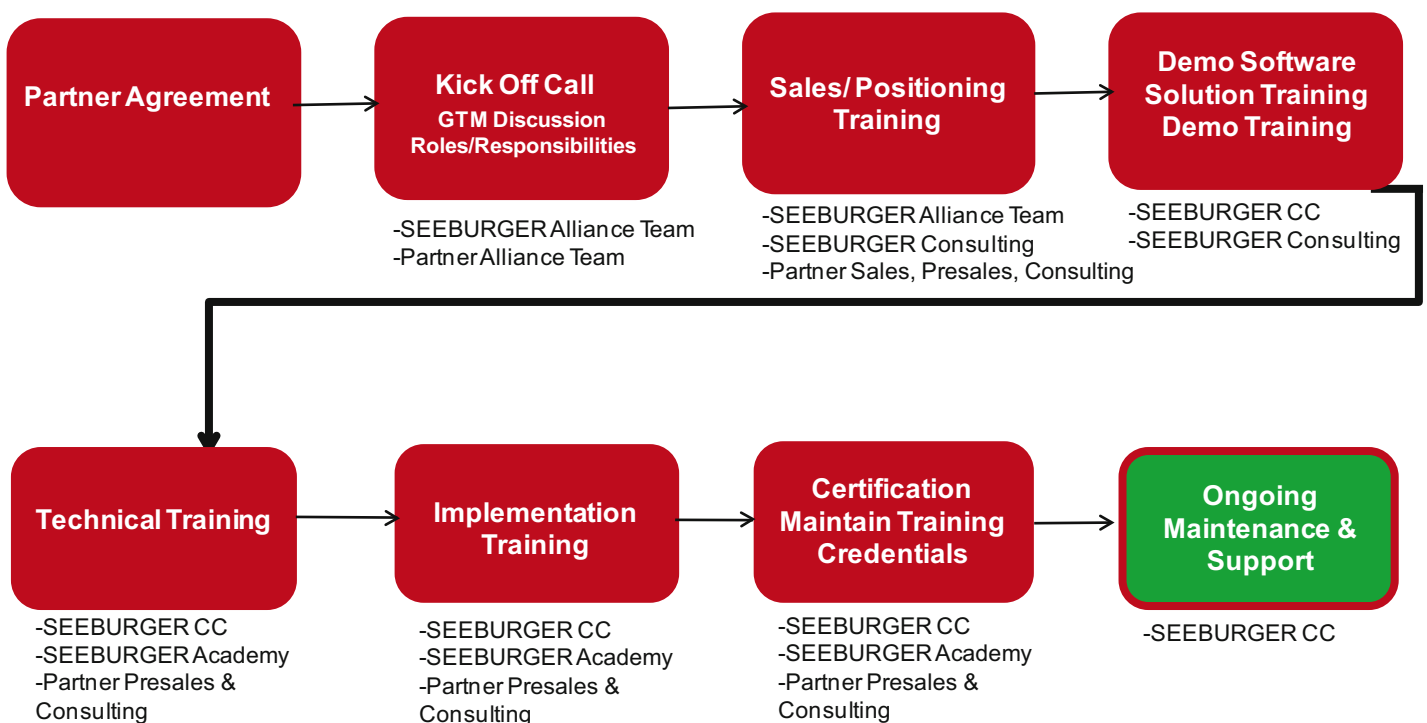 Partner Agreement
Kick Off Call
GTM Discussion
Roles/Responsibilities
-SEEBURGER Alliance Team
-Partner Alliance Team
Sales/ Positioning
Training
-SEEBURGER Alliance Team
-SEEBURGER Consulting
-Partner Sales, Presales, Consulting
Demo Software
Solution Training
Demo Training
-SEEBURGER CC
-SEEBURGER Consulting
Technical Training
-SEEBURGER CC
-SEEBURGER Academy
-Partner Presales &
Consulting
Implementation
Training
-SEEBURGER CC
-SEEBURGER Academy
-Partner Presales &
Consulting
Certification
Maintain Training
Credentials
-SEEBURGER CC
-SEEBURGER Academy
-Partner Presales &
Consulting
Ongoing
Maintenance &
Support
-SEEBURGER CC